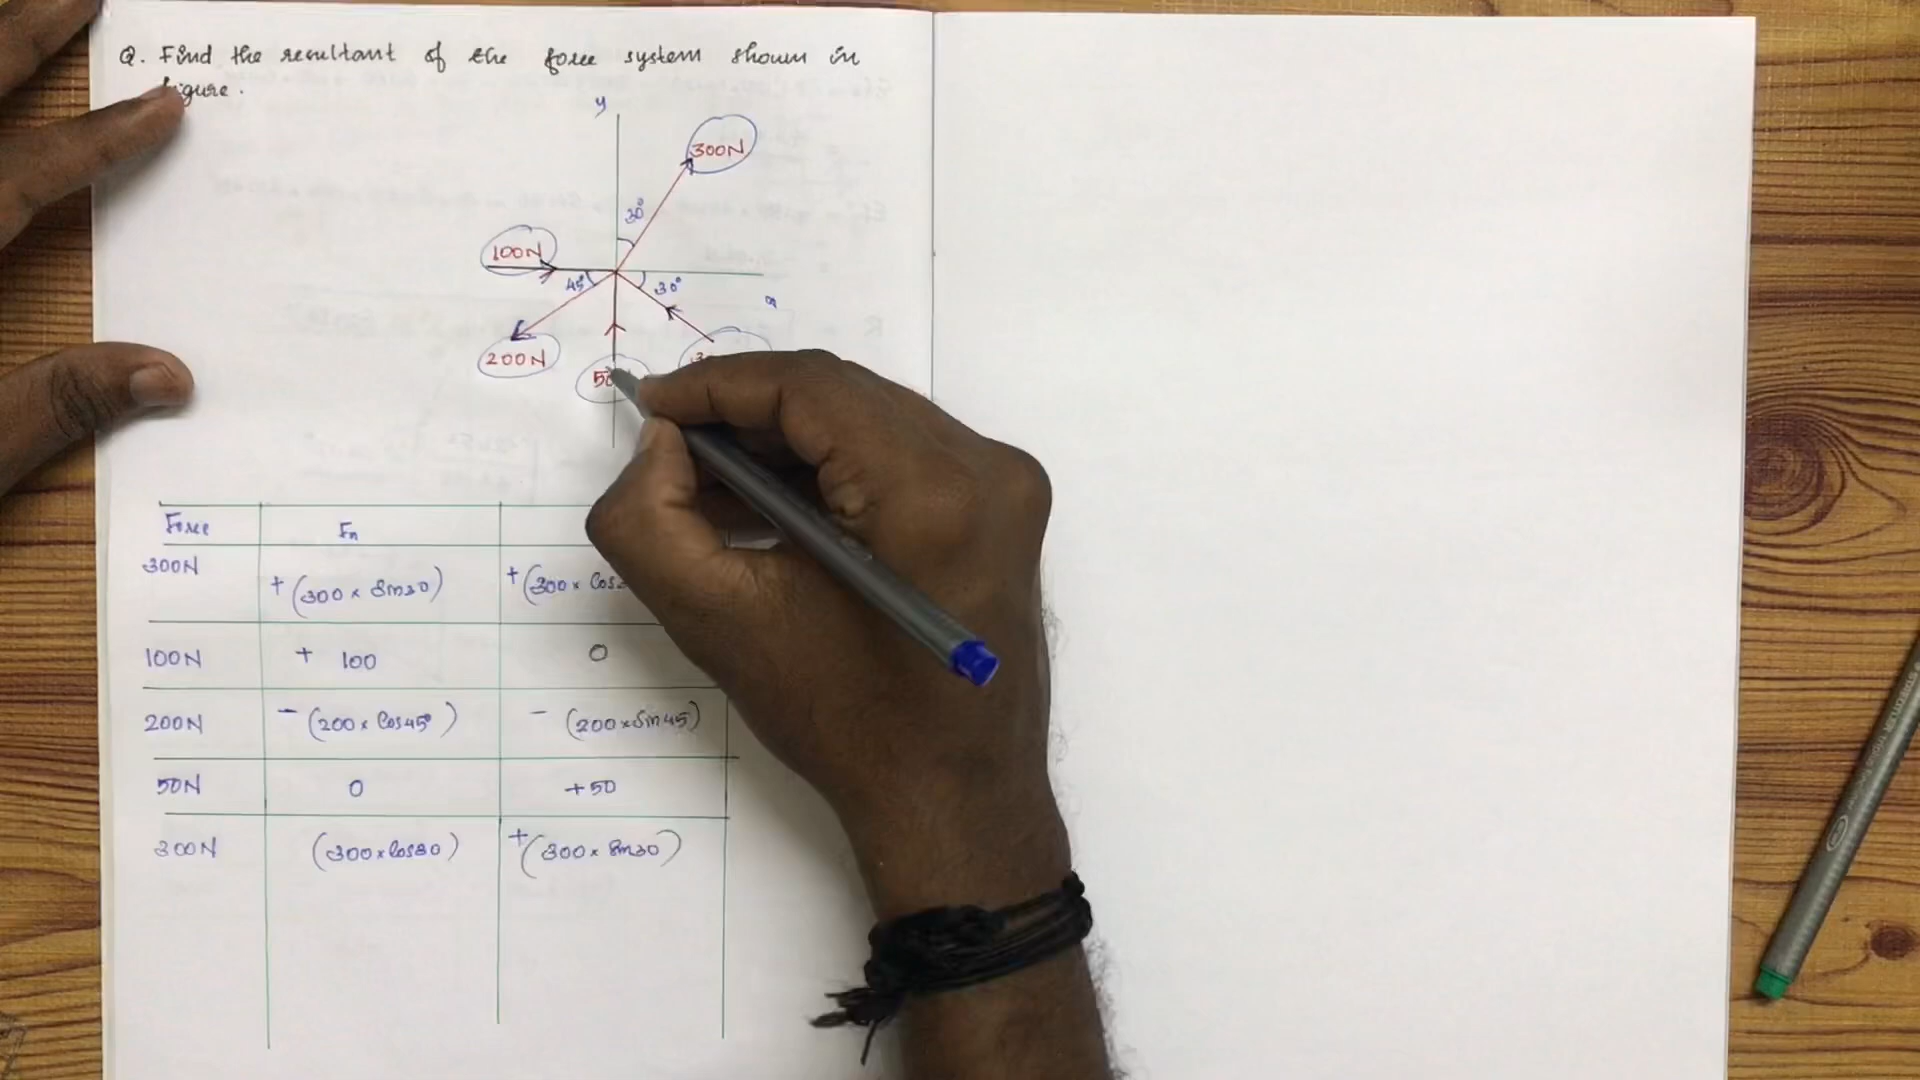 Q. Find the resultant of the force system shown in
figure.
y
300N
30°
100N
45°
30°
x
200N
Force Fx
300N +(300 × Sin30) +(300 × Cos
100N + 100 0
200N - (200 × Cos45°) - (200 × Sin45)
50N 0 +50
300N (300 × Cos30) +(300 × Sin30)